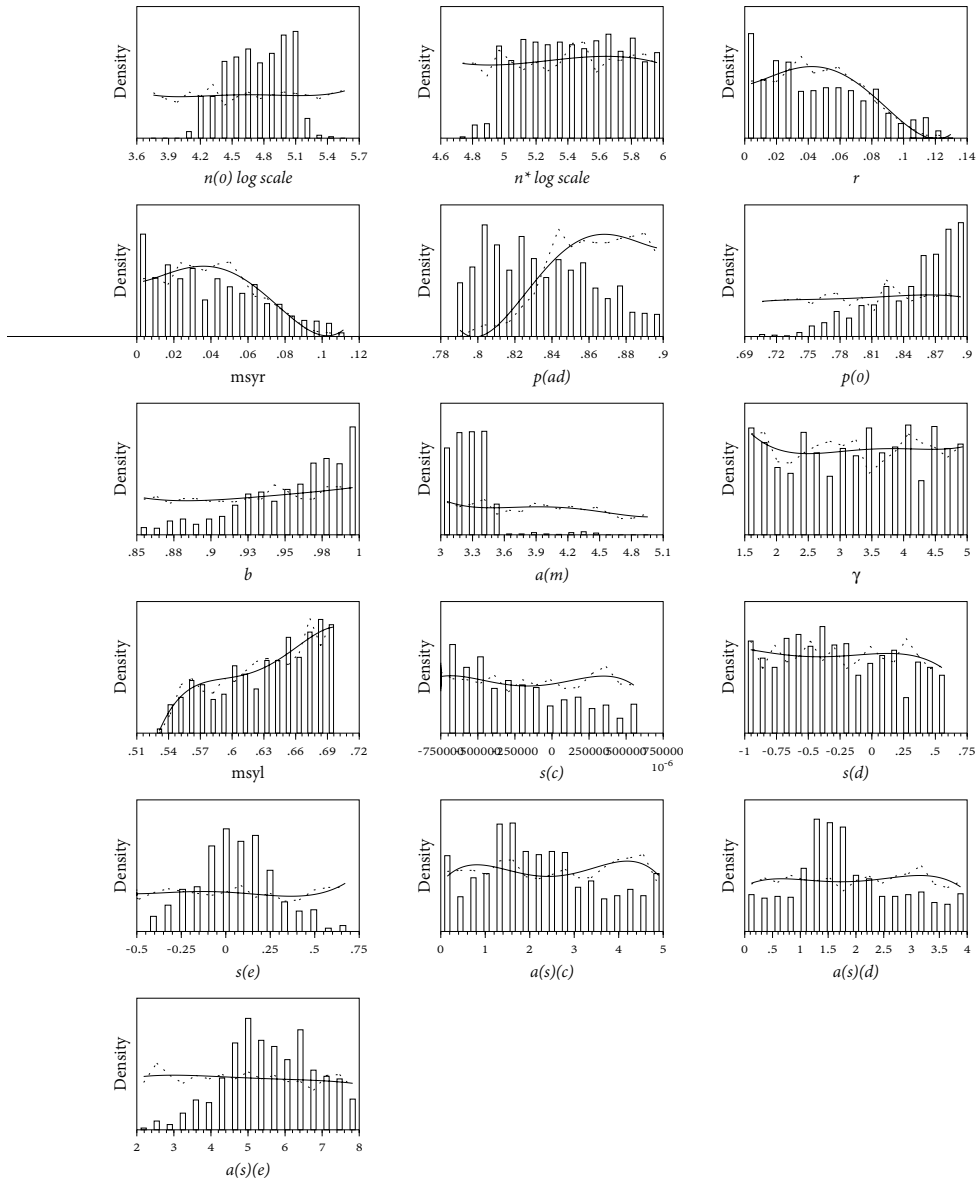 Density
Density
Density
3.6 3.9 4.2 4.5 4.8 5.1 5.4 5.7
4.6 4.8 5 5.2 5.4 5.6 5.8 6
0 .02 .04 .06 .08 .1 .12 .14
n(0) log scale
n* log scale
r
Density
Density
Density
0 .02 .04 .06 .08 .1 .12
.78 .8 .82 .84 .86 .88 .9
.69 .72 .75 .78 .81 .84 .87 .9
msyr
p(ad)
p(0)
Density
Density
Density
.85 .88 .9 .93 .95 .98 1
3 3.3 3.6 3.9 4.2 4.5 4.8 5.1
1.5 2 2.5 3 3.5 4 4.5 5
b
a(m)
γ
Density
Density
Density
.51 .54 .57 .6 .63 .66 .69 .72
-750000 -500000 -250000 0 250000 500000 750000
-1 -0.75 -0.5 -0.25 0 .25 .5 .75
msyl
s(c)
10-6
s(d)
Density
Density
Density
-0.5 -0.25 0 .25 .5 .75
0 1 2 3 4 5
0 .5 1 1.5 2 2.5 3 3.5 4
s(e)
a(s)(c)
a(s)(d)
Density
2 3 4 5 6 7 8
a(s)(e)